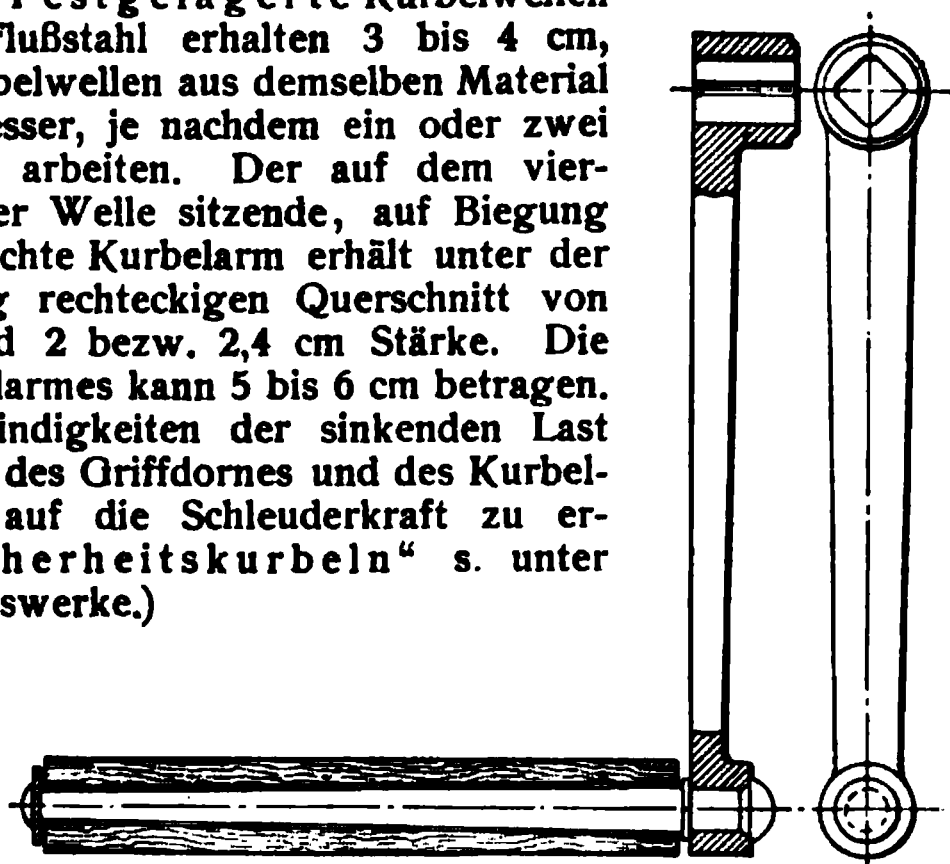 Festgelagerte Kurbelwellen
Flußstahl erhalten 3 bis 4 cm,
belwellen aus demselben Material
esser, je nachdem ein oder zwei
arbeiten. Der auf dem vier-
er Welle sitzende, auf Biegung
chte Kurbelarm erhält unter der
g rechteckigen Querschnitt von
d 2 bezw. 2,4 cm Stärke. Die
larmes kann 5 bis 6 cm betragen.
indigkeiten der sinkenden Last
des Griffdornes und des Kurbel-
auf die Schleuderkraft zu er-
herheitskurbeln“ s. unter
swerke.)